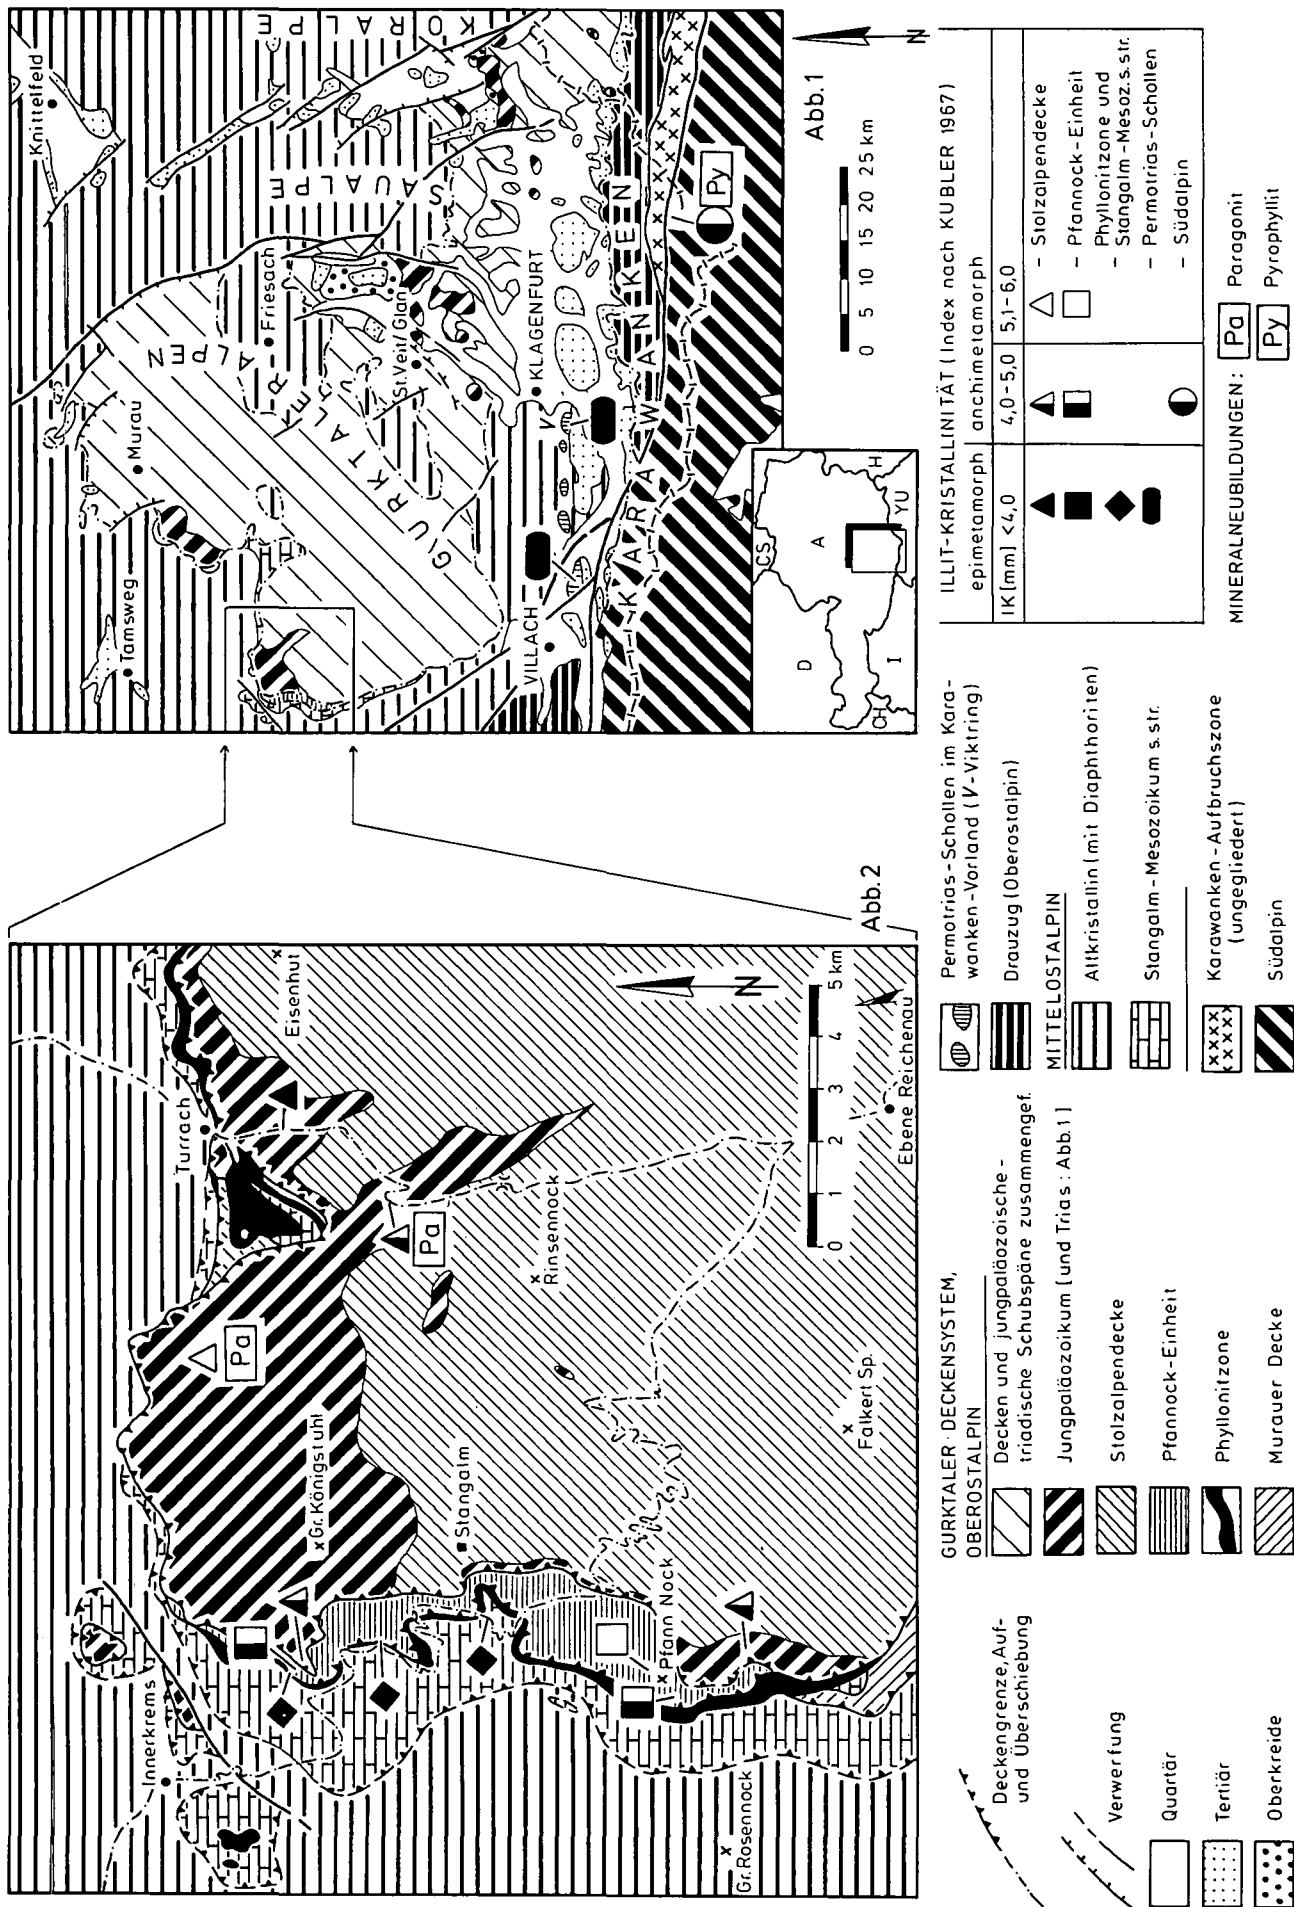 Innerkrems
Turrach
Eisenhut
Gr. Königstuhl
Pa
Pa
Stangalm
Rinsennock
Pfann Nock
Falkert Sp.
Gr. Rosennock
Ebene Reichenau
0 1 2 3 4 5 km
N
Abb. 2
Tamsweg
Murau
Knittelfeld
Friesach
GURKTALER ALPEN
SAUALPE
KORALPE
St.Veit/Glan
KLAGENFURT
VILLACH
V
KARAWANKEN
Py
D
CS
A
H
YU
I
CH
0 5 10 15 20 25 km
N
Abb. 1
Deckengrenze, Auf-
und Überschiebung
Verwerfung
Quartär
Tertiär
Oberkreide
GURKTALER DECKENSYSTEM,
OBEROSTALPIN
Decken und jungpaläozoische-
triadische Schubspäne zusammengef.
Jungpaläozoikum [und Trias: Abb.1]
Stolzalpendecke
Pfannock-Einheit
Phyllonitzone
Murauer Decke
Permotrias-Schollen im Kara-
wanken-Vorland (V-Viktring)
Drauzug (Oberostalpin)
MITTELOSTALPIN
Altkristallin (mit Diaphthoriten)
Stangalm-Mesozoikum s.str.
Karawanken-Aufbruchszone
(ungegliedert)
Südalpin
ILLIT-KRISTALLINITÄT (Index nach KUBLER 1967)
epimetamorph anchimetamorph
IK [mm] <4,0 4,0-5,0 5,1-6,0
- Stolzalpendecke
- Pfannock-Einheit
Phyllonitzone und
- Stangalm-Mesoz. s. str.
- Permotrias-Schollen
- Südalpin
MINERALNEUBILDUNGEN: Pa Paragonit
Py Pyrophyllit